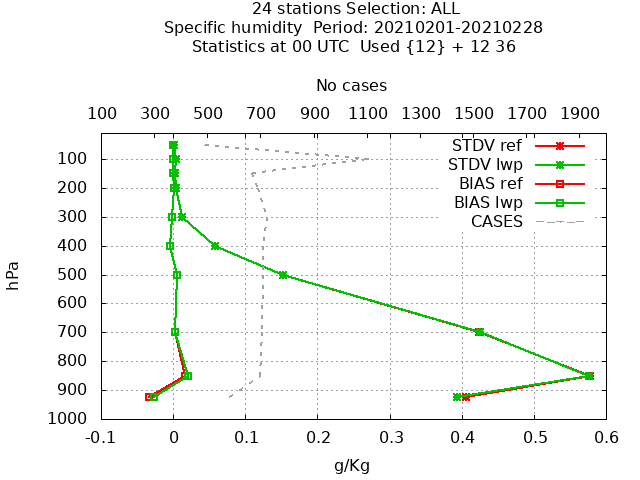 24 stations Selection: ALL
Specific humidity  Period: 20210201-20210228
Statistics at 00 UTC  Used {12} + 12 36
No cases
100 300 500 700 900 1100 1300 1500 1700 1900
STDV ref
STDV lwp
BIAS ref
BIAS lwp
CASES
hPa
100
200
300
400
500
600
700
800
900
1000
-0.1 0 0.1 0.2 0.3 0.4 0.5 0.6
g/Kg